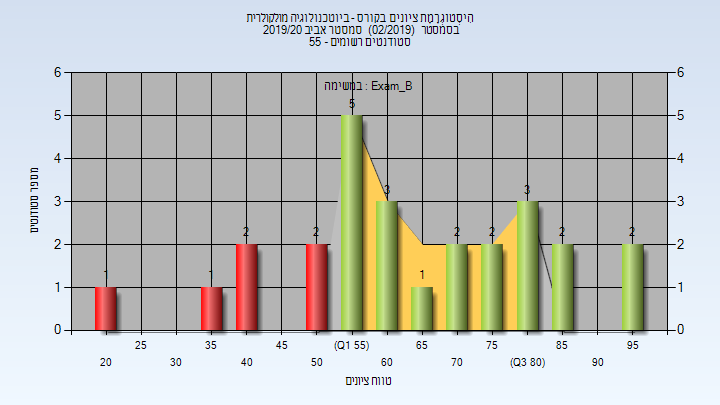 הִיסְטוֹגְרָמַת ציונים בקורס - ביוטכנולוגיה מולקולרית
בסמסטר (02/2019) סמסטר אביב 2019/20
סטודנטים רשומים - 55
במשימה : Exam_B
6 6
5 5
4 4
3 3
2 2
1 1
0 0
מספר סטודנטים
1 1 2 2 5 3 1 2 2 3 2 2
25 35 45 (Q1 55) 65 75 85 95
20 30 40 50 60 70 (Q3 80) 90
טווח ציונים